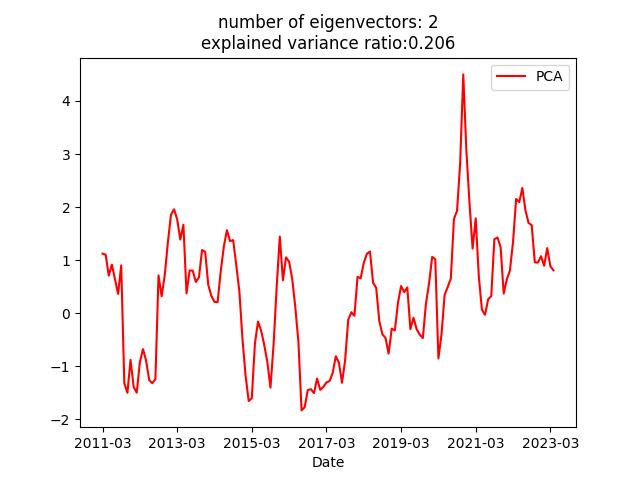 number of eigenvectors: 2
explained variance ratio:0.206
PCA
4
3
2
1
0
−1
−2
2011-03 2013-03 2015-03 2017-03 2019-03 2021-03 2023-03
Date